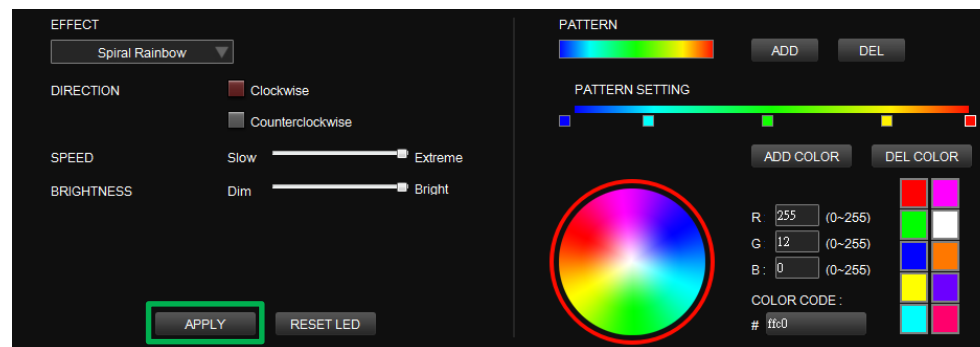 EFFECT
Spiral Rainbow
DIRECTION
Clockwise
Counterclockwise
SPEED
Slow
Extreme
BRIGHTNESS
Dim
Bright
APPLY
RESET LED
PATTERN
ADD
DEL
PATTERN SETTING
ADD COLOR
DEL COLOR
R : 255 (0~255)
G : 12 (0~255)
B : 0 (0~255)
COLOR CODE :
# ffc0